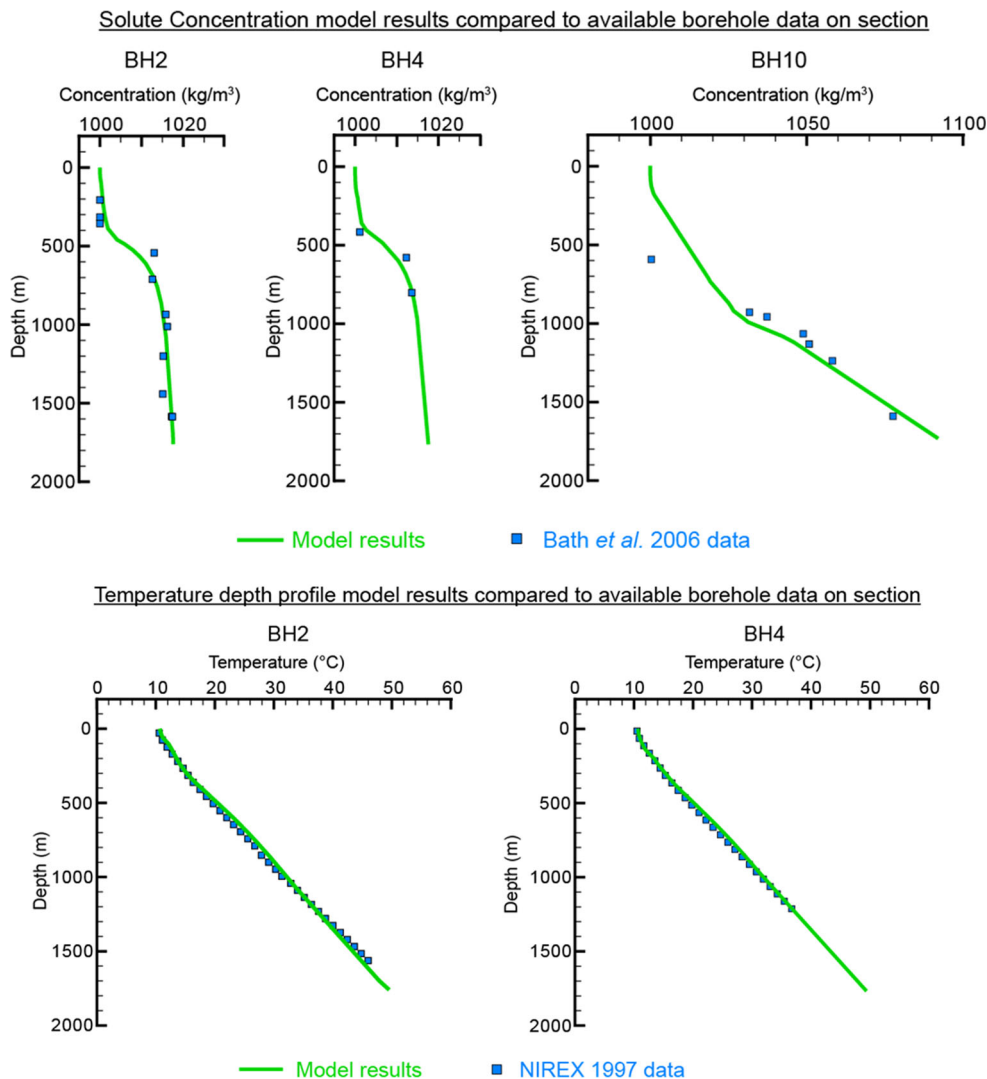 Solute Concentration model results compared to available borehole data on section
BH2
BH4
BH10
Concentration (kg/m³)
Concentration (kg/m³)
Concentration (kg/m³)
1000 1020
1000 1020
1000 1050 1100
Depth (m)
0
500
1000
1500
2000
Depth (m)
0
500
1000
1500
2000
Depth (m)
0
500
1000
1500
2000
Model results
Bath et al. 2006 data
Temperature depth profile model results compared to available borehole data on section
BH2
BH4
Temperature (°C)
Temperature (°C)
0 10 20 30 40 50 60
0 10 20 30 40 50 60
Depth (m)
0
500
1000
1500
2000
Depth (m)
0
500
1000
1500
2000
Model results
NIREX 1997 data